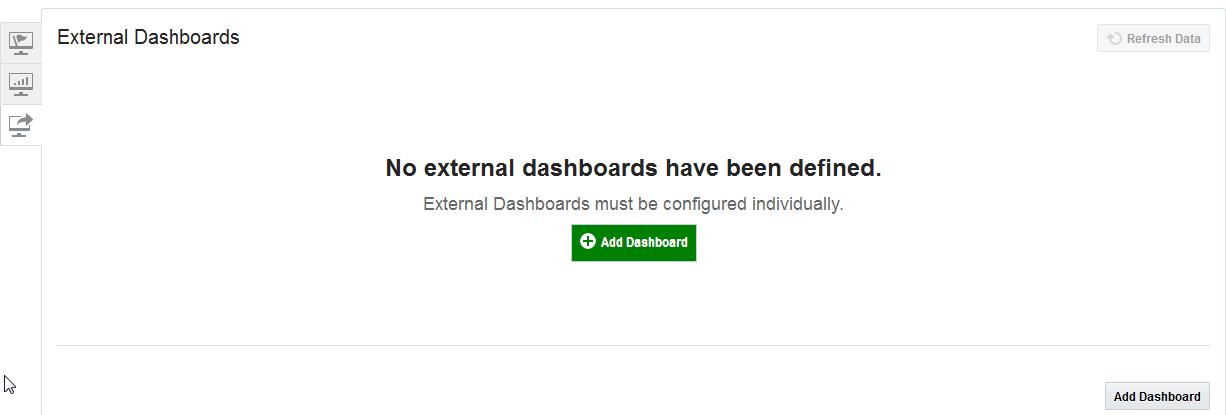 External Dashboards
Refresh Data
No external dashboards have been defined.
External Dashboards must be configured individually.
Add Dashboard
Add Dashboard